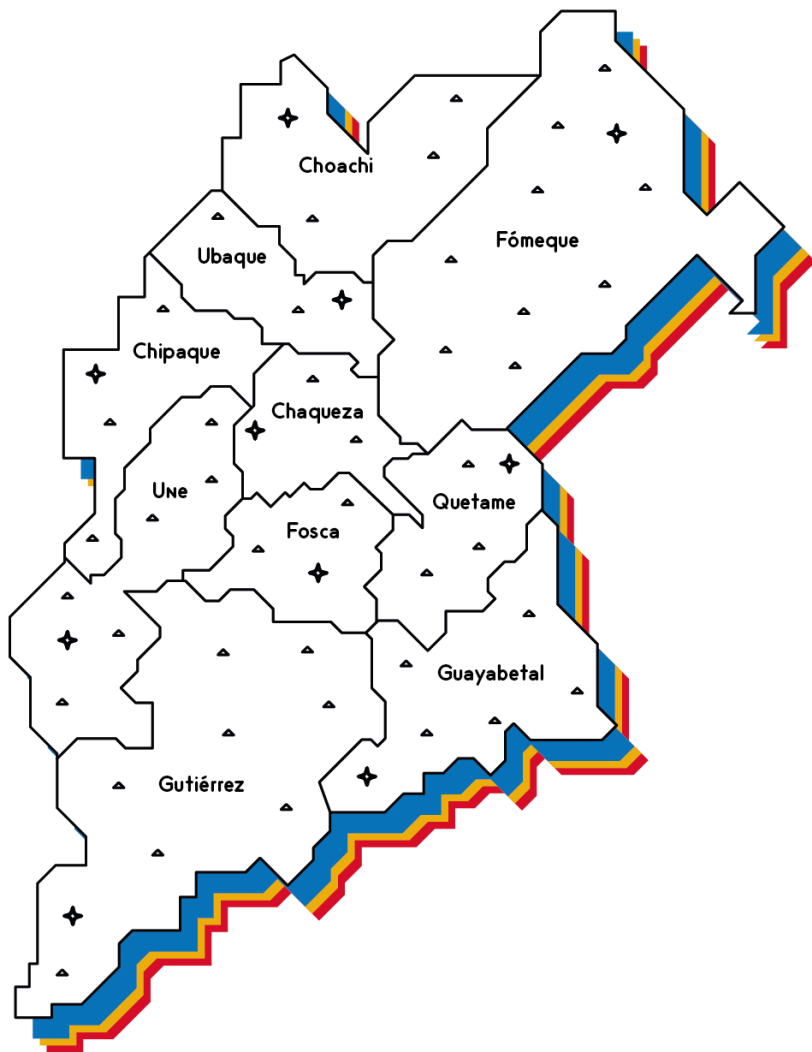 Choachi
Fómeque
Ubaque
Chipaque
Chaqueza
Une
Quetame
Fosca
Guayabetal
Gutiérrez